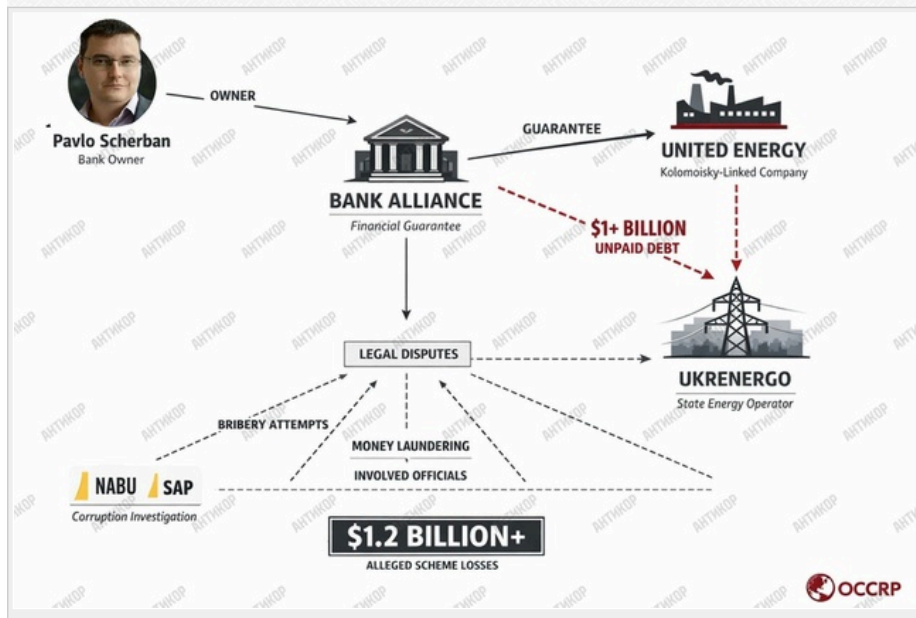 OWNER
Pavlo Scherban
Bank Owner
GUARANTEE
UNITED ENERGY
Kolomoisky-Linked Company
BANK ALLIANCE
Financial Guarantee
$1+ BILLION
UNPAID DEBT
LEGAL DISPUTES
UKRENERGO
State Energy Operator
BRIBERY ATTEMPTS
MONEY LAUNDERING
INVOLVED OFFICIALS
NABU SAP
Corruption Investigation
$1.2 BILLION+
ALLEGED SCHEME LOSSES
OCCRP
АНТИКОР